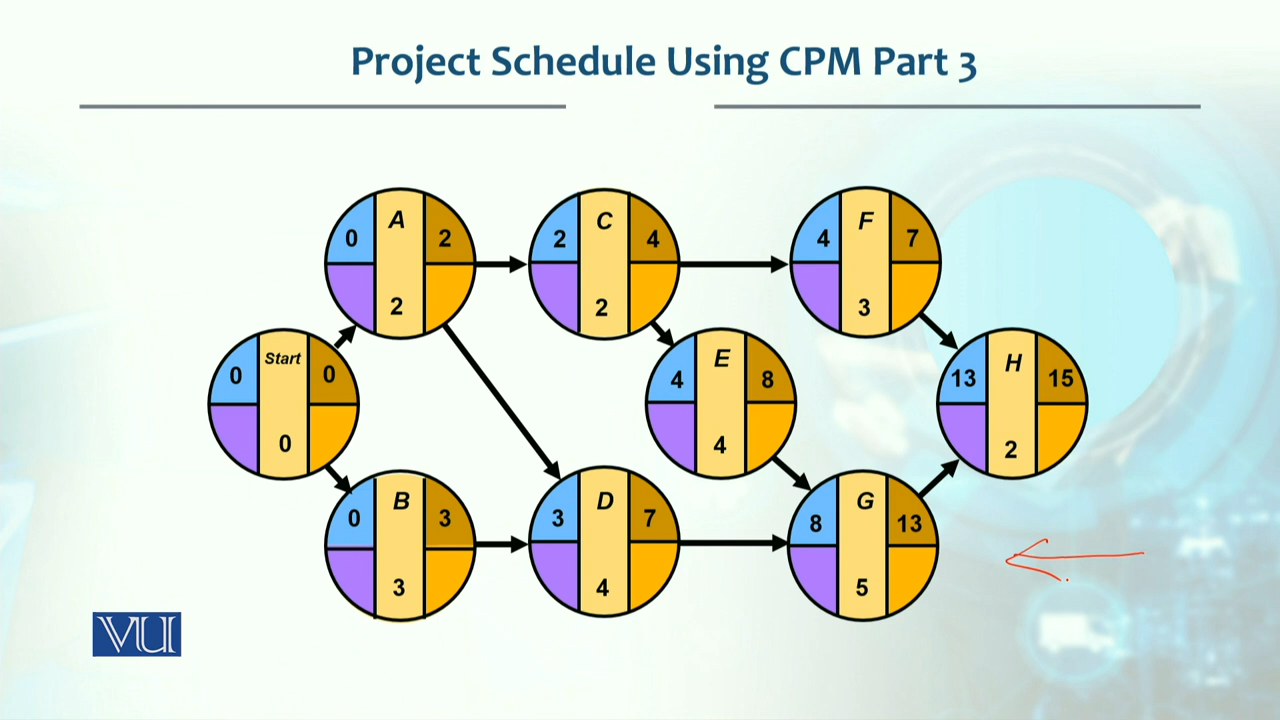 Project Schedule Using CPM Part 3
0 A 2
2
2 C 4
2
4 F 7
3
0 Start 0
0
4 E 8
4
13 H 15
2
0 B 3
3
3 D 7
4
8 G 13
5
VU